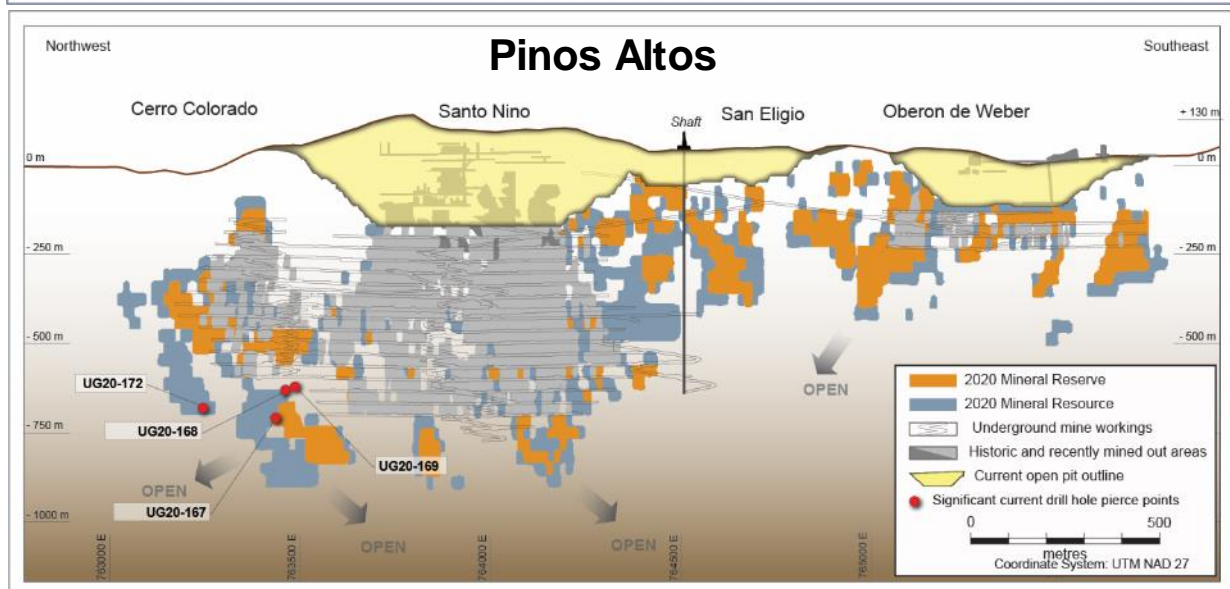 Pinos Altos
Northwest
Southeast
Cerro Colorado
Santo Nino
Shaft
San Eligio
Oberon de Weber
+ 130 m
0 m
0 m
- 250 m
- 250 m
- 500 m
- 500 m
- 750 m
- 1000 m
UG20-172
UG20-168
UG20-169
UG20-167
OPEN
OPEN
OPEN
OPEN
760000 E
763500 E
764000 E
764500 E
765000 E
2020 Mineral Reserve
2020 Mineral Resource
Underground mine workings
Historic and recently mined out areas
Current open pit outline
Significant current drill hole pierce points
0 500
metres
Coordinate System: UTM NAD 27